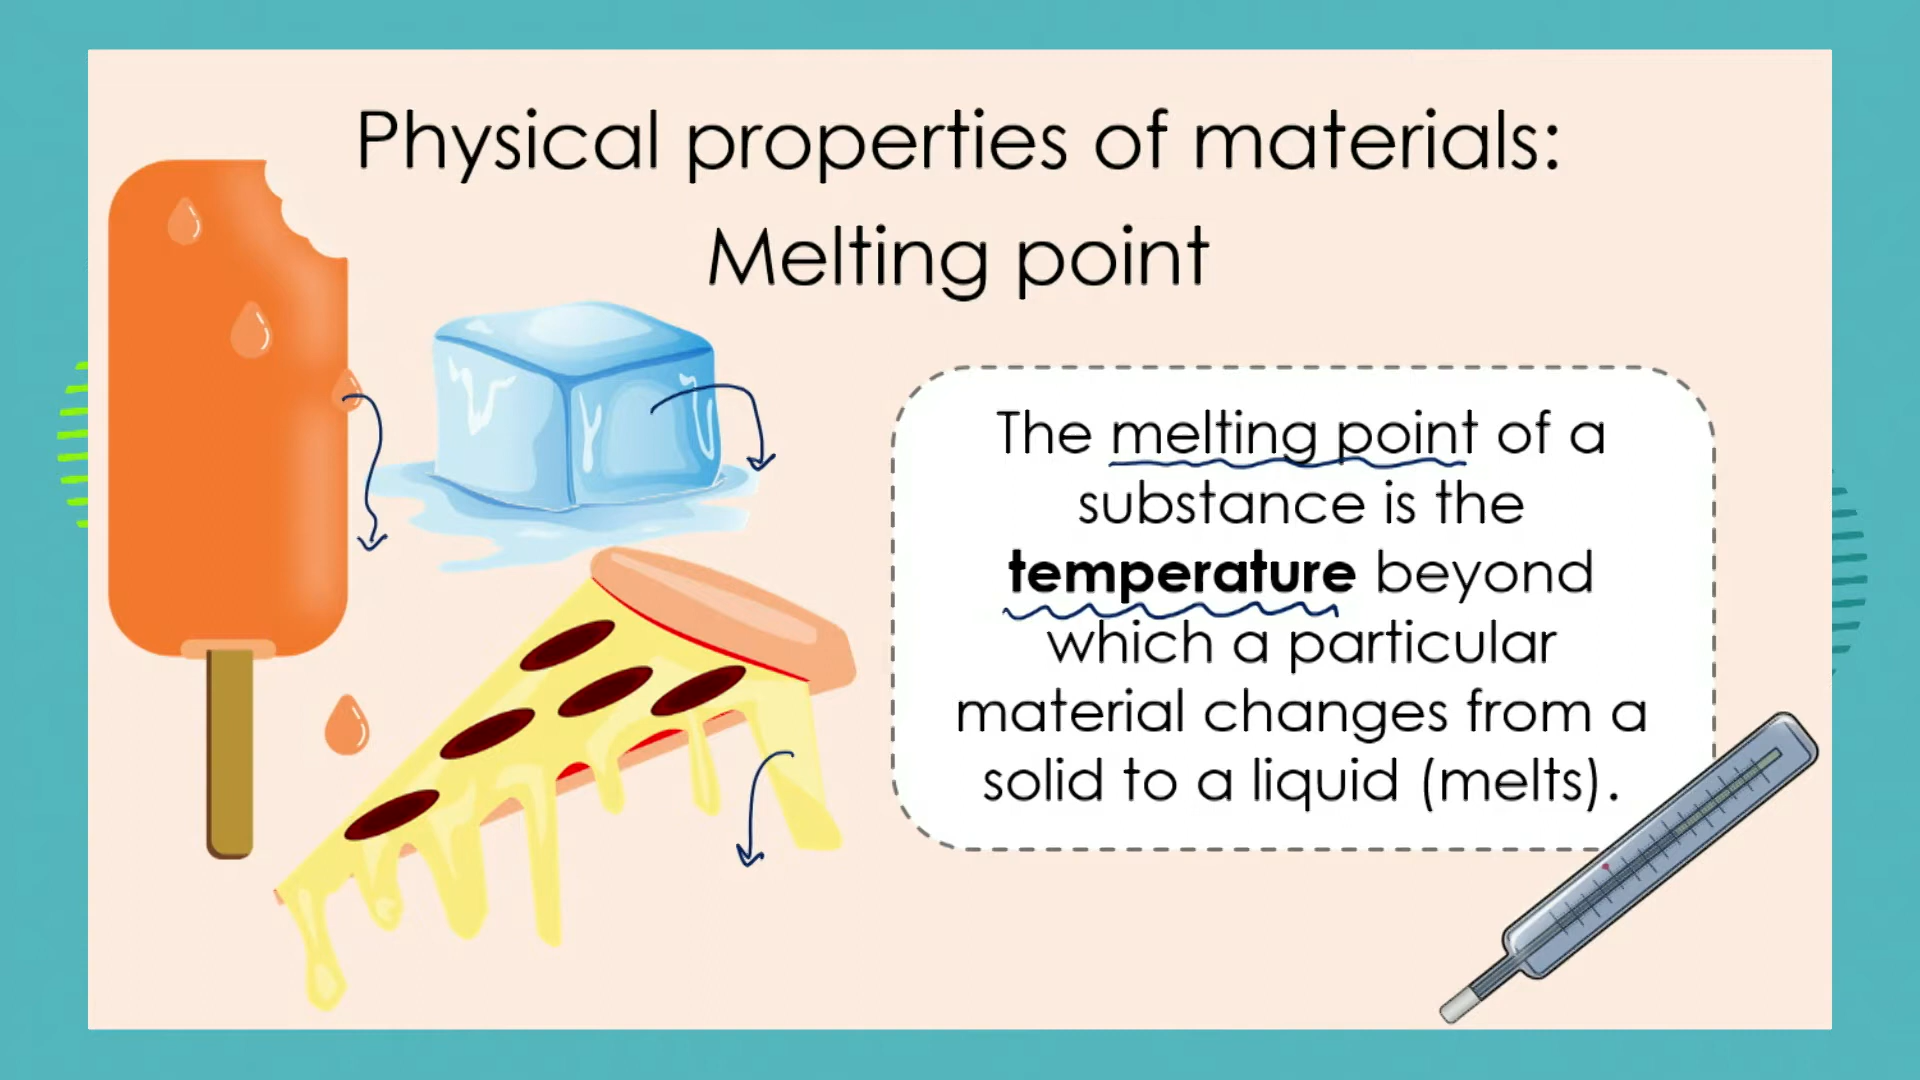 Physical properties of materials:
Melting point
The melting point of a
substance is the
temperature beyond
which a particular
material changes from a
solid to a liquid (melts).